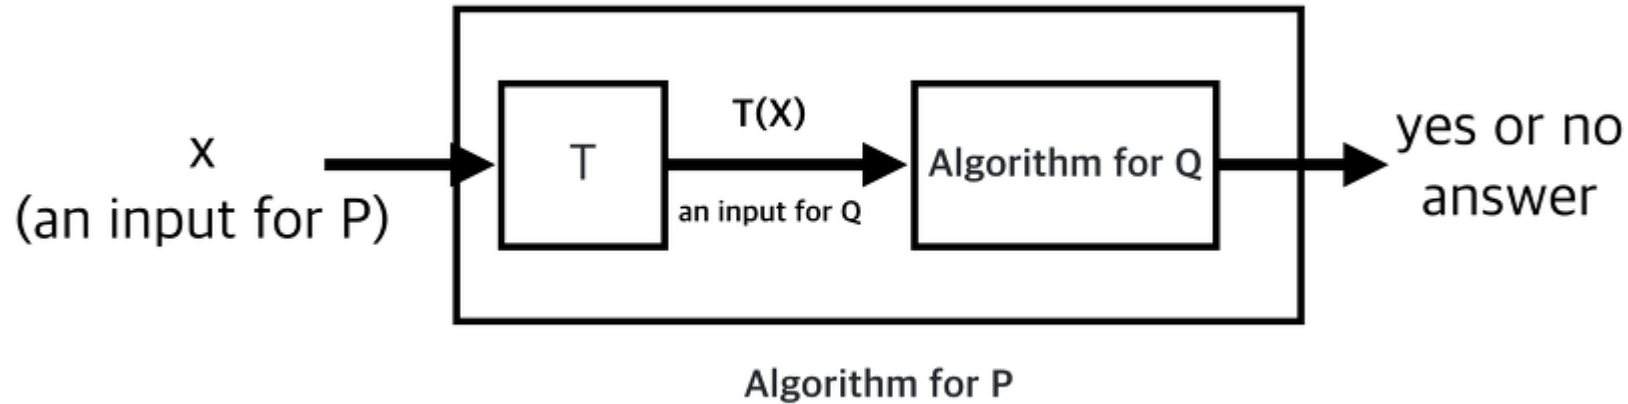 x
(an input for P)
T
T(X)
an input for Q
Algorithm for Q
yes or no
answer
Algorithm for P